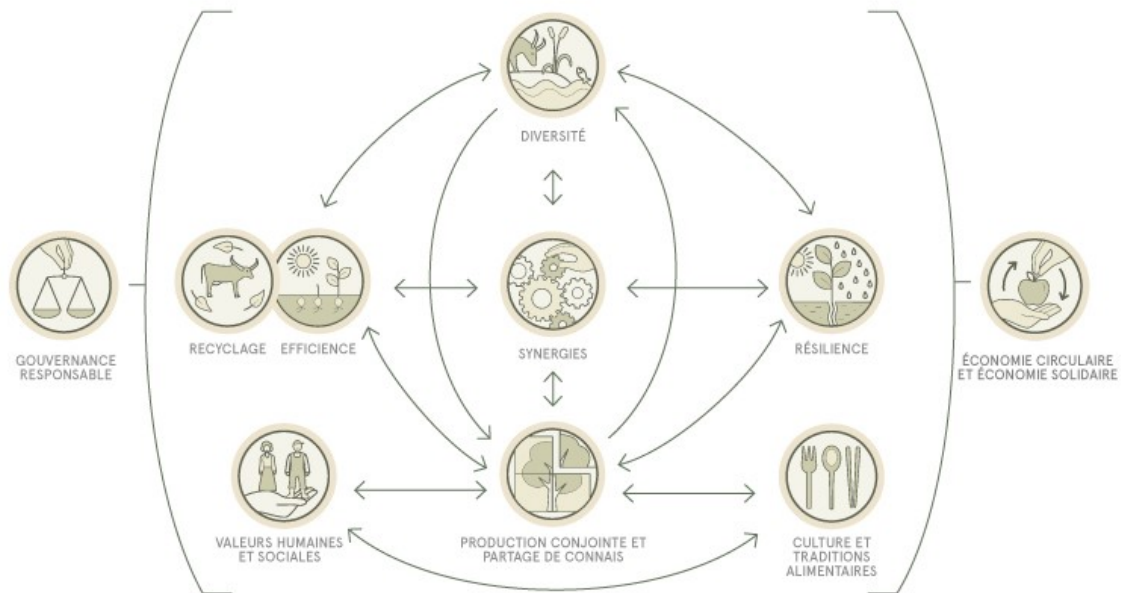 DIVERSITÉ
GOUVERNANCE
RESPONSABLE
RECYCLAGE
EFFICIENCE
SYNERGIES
RÉSILIENCE
ÉCONOMIE CIRCULAIRE
ET ÉCONOMIE SOLIDAIRE
VALEURS HUMAINES
ET SOCIALES
PRODUCTION CONJOINTE ET
PARTAGE DE CONNAIS
CULTURE ET
TRADITIONS
ALIMENTAIRES